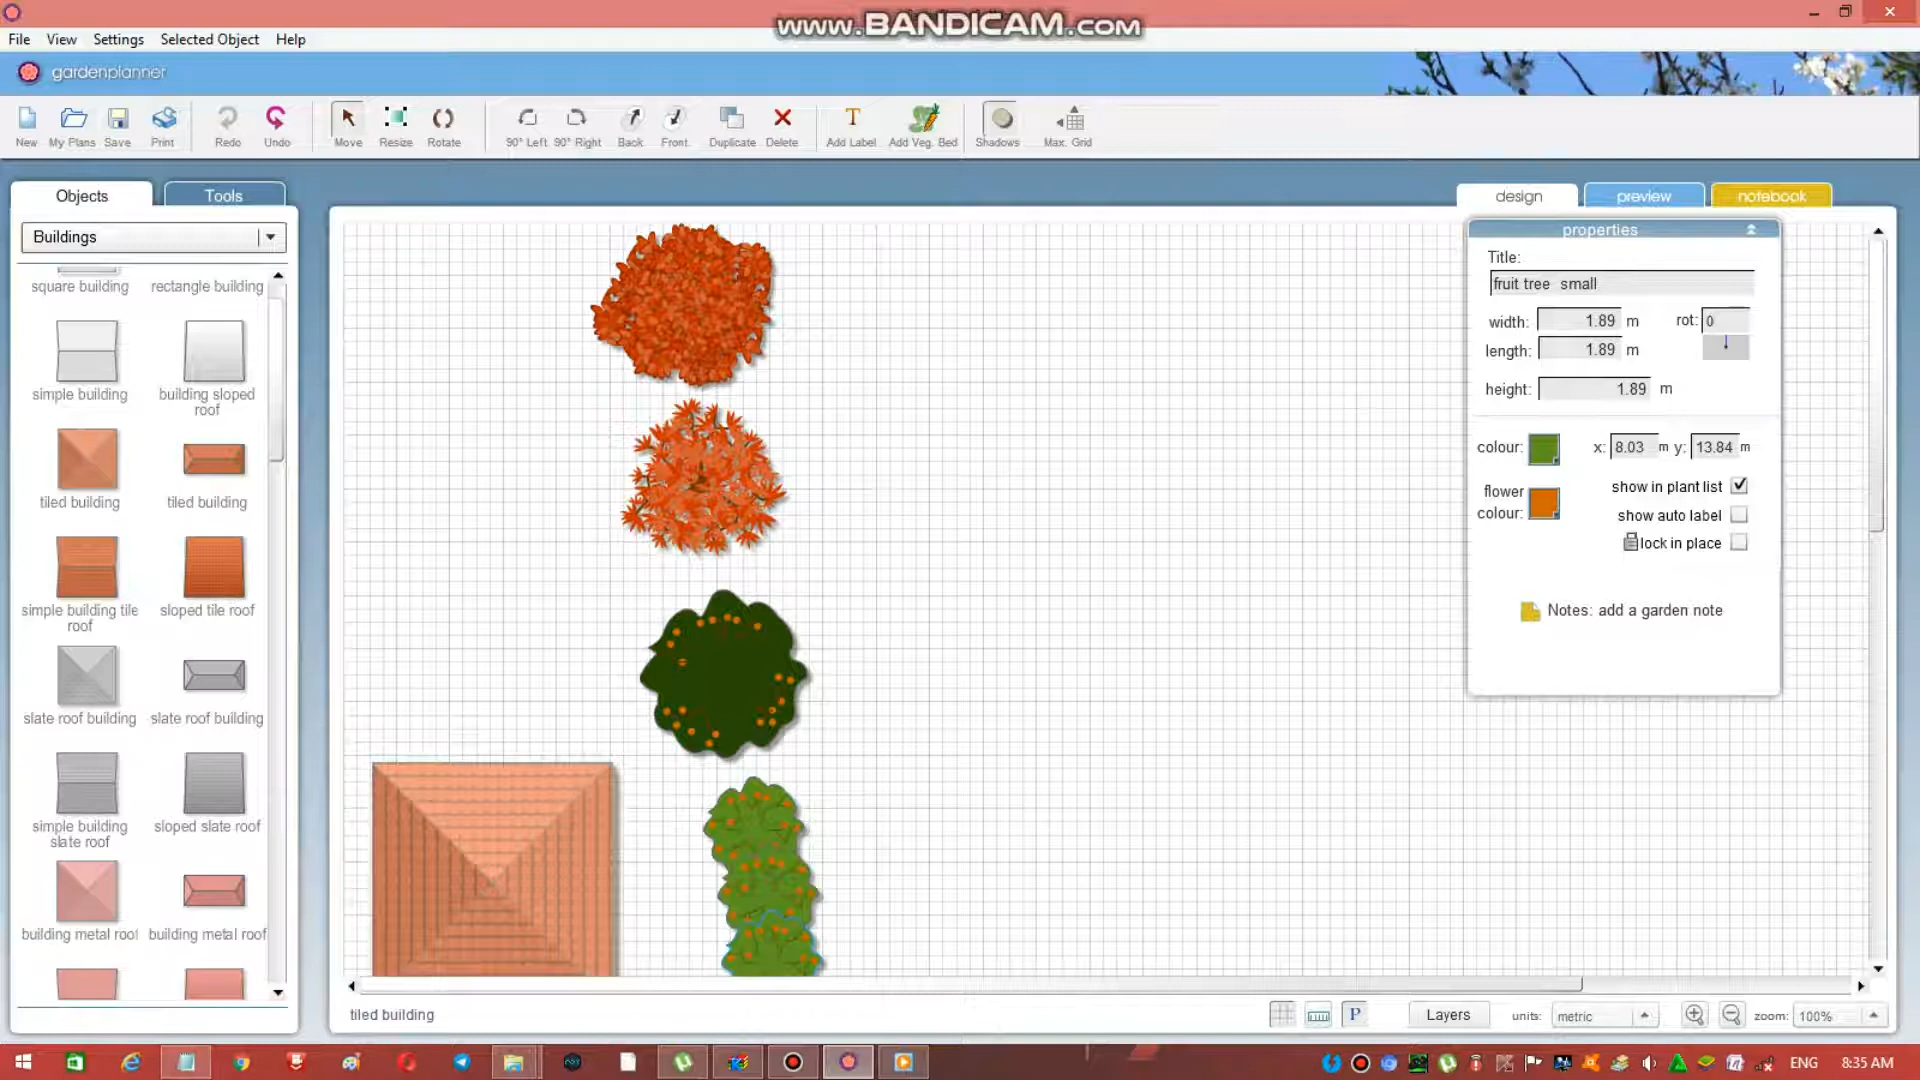 www.BANDICAM.com
File View Settings Selected Object Help
gardenplanner
New My Plans Save Print Redo Undo Move Resize Rotate 90° Left 90° Right Back Front Duplicate Delete Add Label Add Veg. Bed Shadows Max. Grid
Objects Tools
design preview notebook
Buildings
square building rectangle building
simple building building sloped roof
tiled building tiled building
simple building tile roof sloped tile roof
slate roof building slate roof building
simple building slate roof sloped slate roof
building metal roof building metal roof
properties
Title:
fruit tree small
width: 1.89 m rot: 0
length: 1.89 m
height: 1.89 m
colour: x: 8.03 m y: 13.84 m
flower colour:
show in plant list
show auto label
lock in place
Notes: add a garden note
tiled building
P Layers units: metric zoom: 100%
ENG 8:35 AM